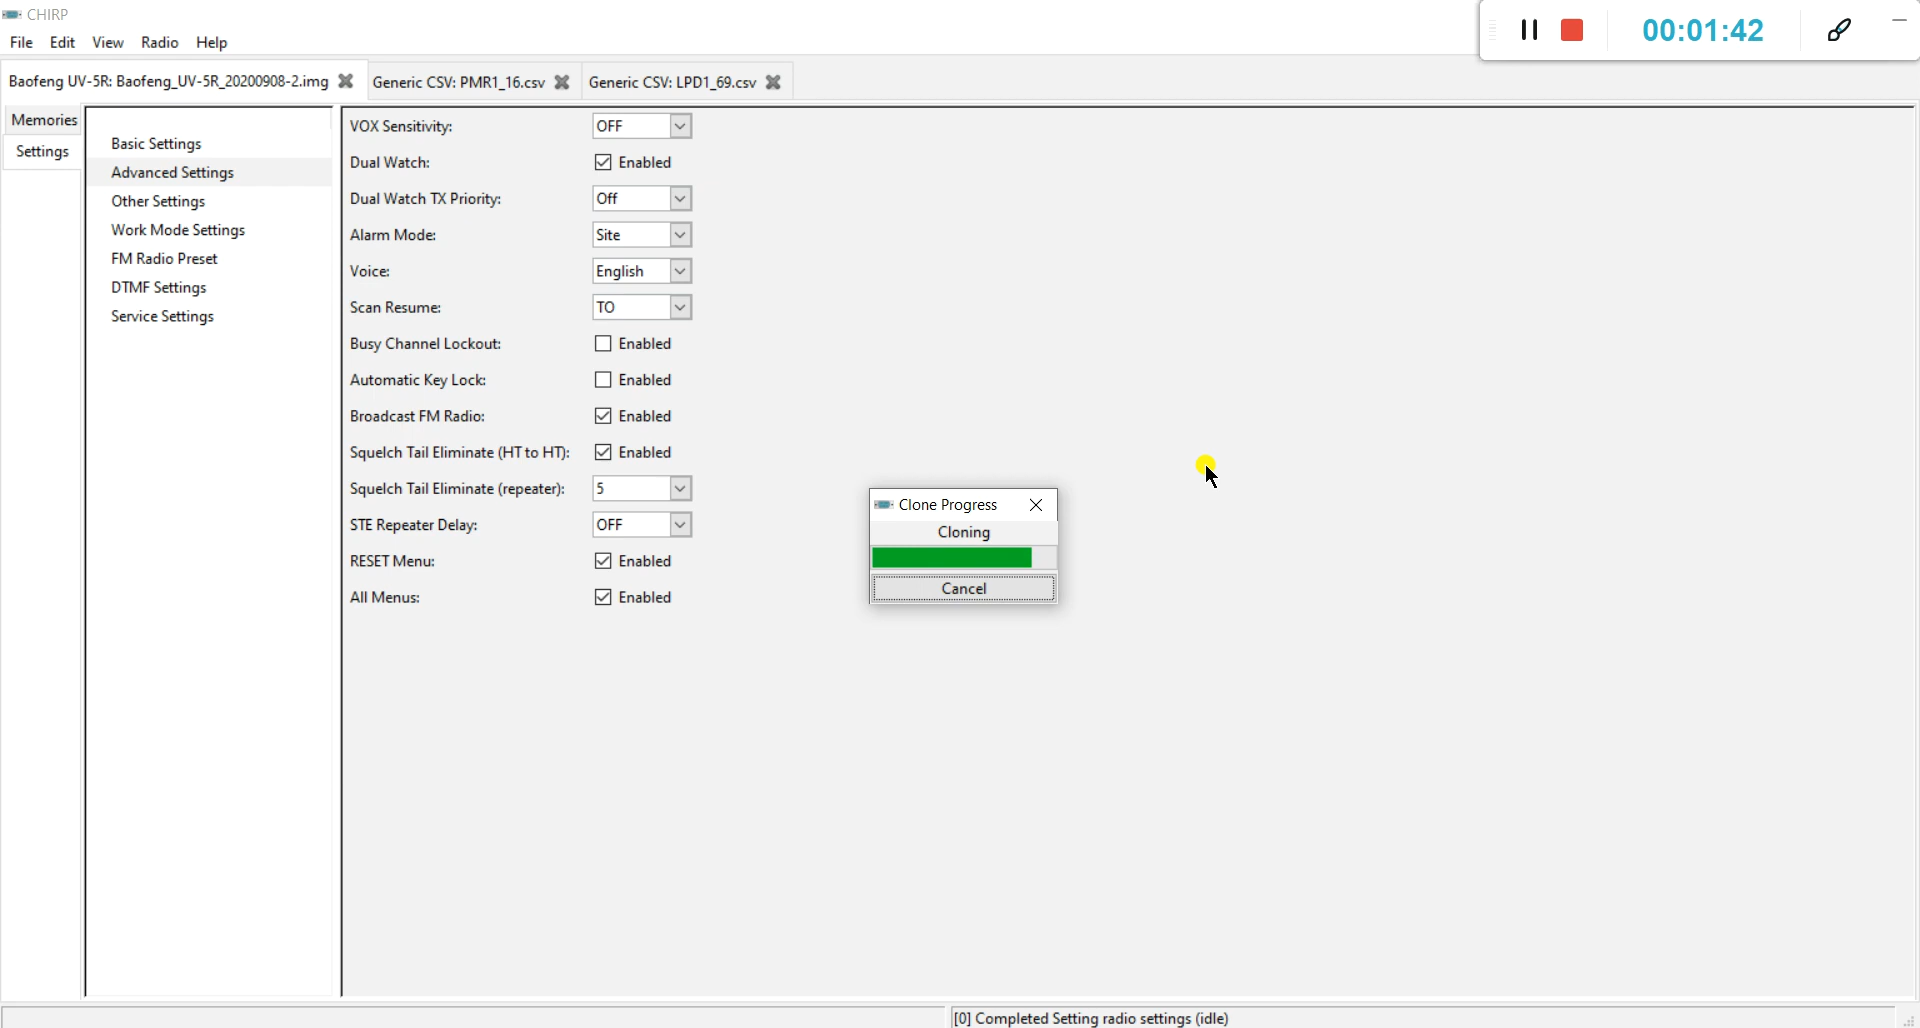 CHIRP
File Edit View Radio Help
00:01:42
Baofeng UV-5R: Baofeng_UV-5R_20200908-2.img Generic CSV: PMR1_16.csv Generic CSV: LPD1_69.csv
Memories
Settings
Basic Settings
Advanced Settings
Other Settings
Work Mode Settings
FM Radio Preset
DTMF Settings
Service Settings
VOX Sensitivity: OFF
Dual Watch: Enabled
Dual Watch TX Priority: Off
Alarm Mode: Site
Voice: English
Scan Resume: TO
Busy Channel Lockout: Enabled
Automatic Key Lock: Enabled
Broadcast FM Radio: Enabled
Squelch Tail Eliminate (HT to HT): Enabled
Squelch Tail Eliminate (repeater): 5
STE Repeater Delay: OFF
RESET Menu: Enabled
All Menus: Enabled
Clone Progress
Cloning
Cancel
[0] Completed Setting radio settings (idle)